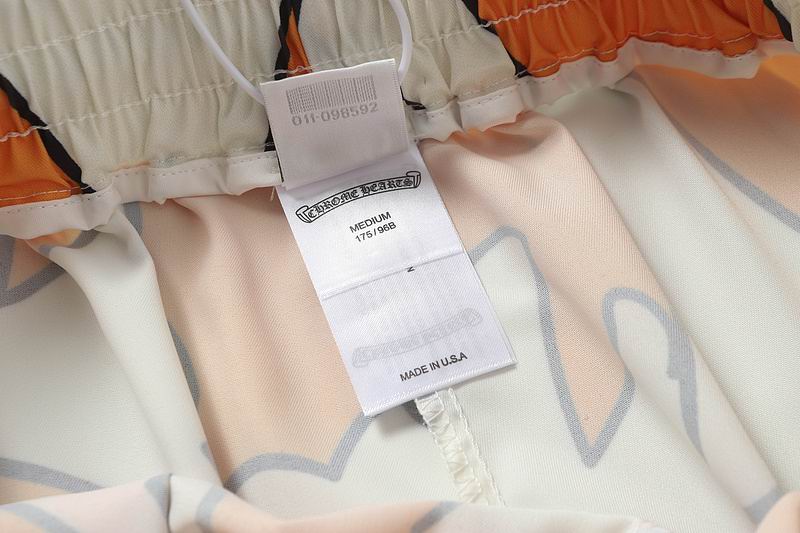 011-098592
CHROME HEARTS
MEDIUM
175/96B
MADE IN U.S.A